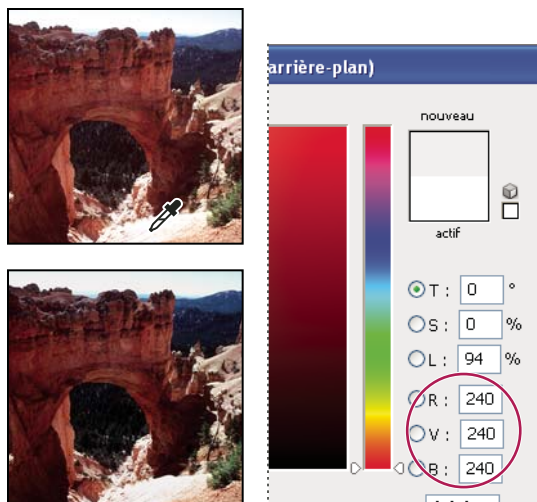 arrière-plan)
nouveau
actif
T : 0 °
S : 0 %
L : 94 %
R : 240
V : 240
B : 240